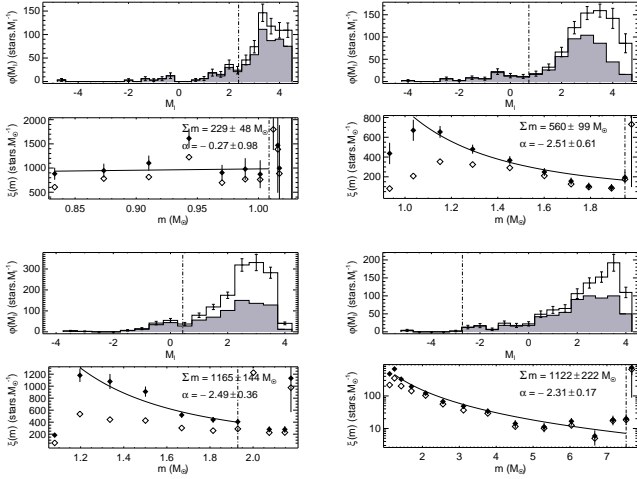 φ(M_I) (stars.M_I^-1)
150
100
50
0
-4 -2 0 2 4
M_I
φ(M_I) (stars.M_I^-1)
150
100
50
0
-4 -2 0 2 4
M_I
ξ(m) (stars.M_⊙^-1)
2000
1500
1000
500
Σ m = 229± 48 M_⊙
α = − 0.27± 0.98
0.85 0.90 0.95 1.00
m (M_⊙)
ξ(m) (stars.M_⊙^-1)
800
600
400
200
Σ m = 560± 99 M_⊙
α = − 2.51± 0.61
1.0 1.2 1.4 1.6 1.8
m (M_⊙)
φ(M_I) (stars.M_I^-1)
300
200
100
0
-4 -2 0 2 4
M_I
φ(M_I) (stars.M_I^-1)
200
150
100
50
0
-4 -2 0 2 4
M_I
ξ(m) (stars.M_⊙^-1)
1200
1000
800
600
400
200
Σ m = 1165±144 M_⊙
α = − 2.49±0.36
1.2 1.4 1.6 1.8 2.0
m (M_⊙)
ξ(m) (stars.M_⊙^-1)
100
10
Σ m = 1122±222 M_⊙
α = − 2.31±0.17
2 3 4 5 6 7
m (M_⊙)